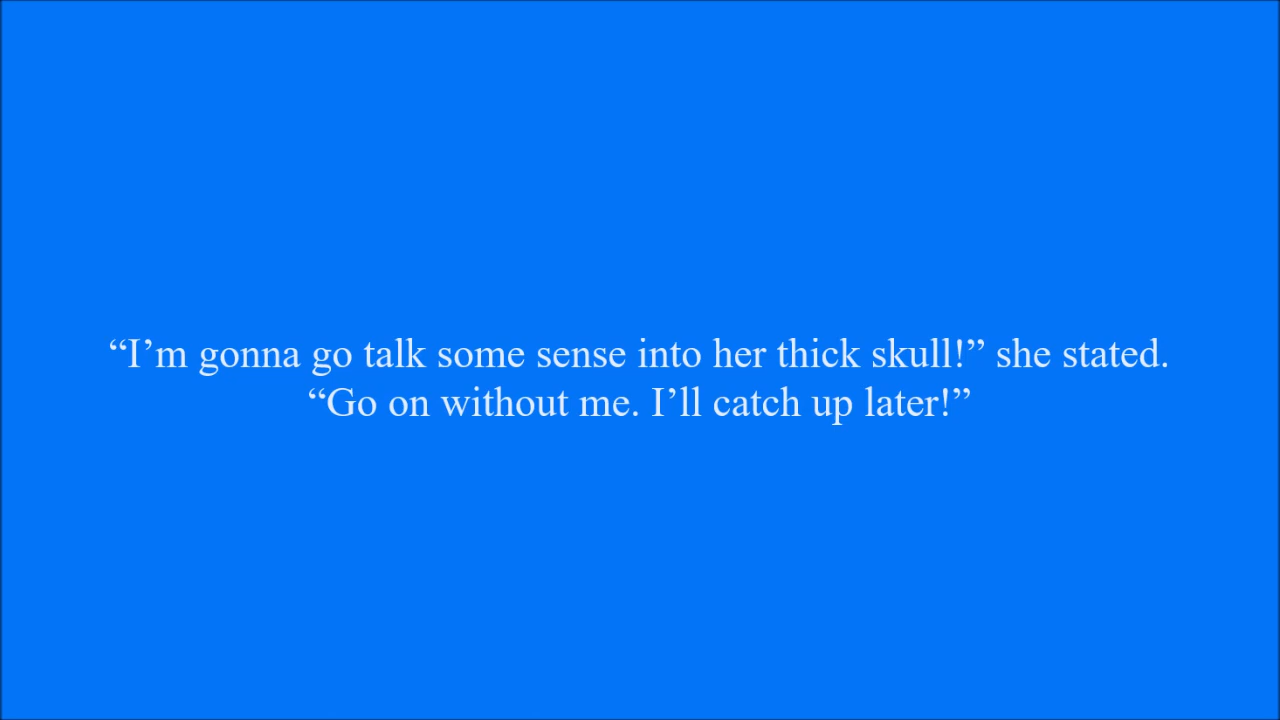 “I’m gonna go talk some sense into her thick skull!” she stated.
“Go on without me. I’ll catch up later!”